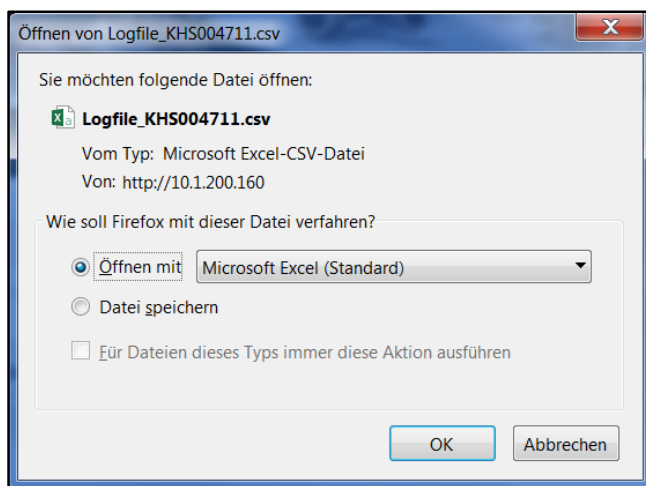 Öffnen von Logfile_KHS004711.csv
Sie möchten folgende Datei öffnen:
Logfile_KHS004711.csv
Vom Typ: Microsoft Excel-CSV-Datei
Von: http://10.1.200.160
Wie soll Firefox mit dieser Datei verfahren?
Öffnen mit Microsoft Excel (Standard)
Datei speichern
Für Dateien dieses Typs immer diese Aktion ausführen
OK Abbrechen